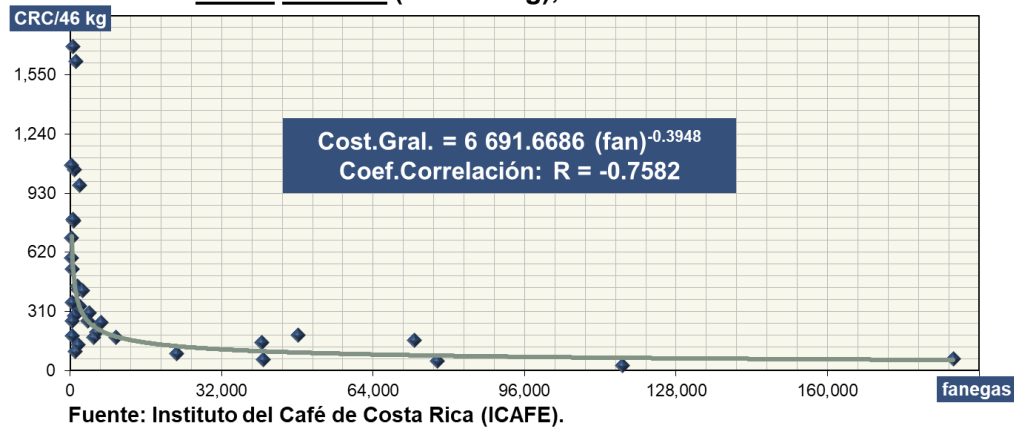 CRC/46 kg
1,550
1,240
930
620
310
0
Cost.Gral. = 6 691.6686 (fan)-0.3948
Coef.Correlación: R = -0.7582
0 32,000 64,000 96,000 128,000 160,000 fanegas
Fuente: Instituto del Café de Costa Rica (ICAFE).